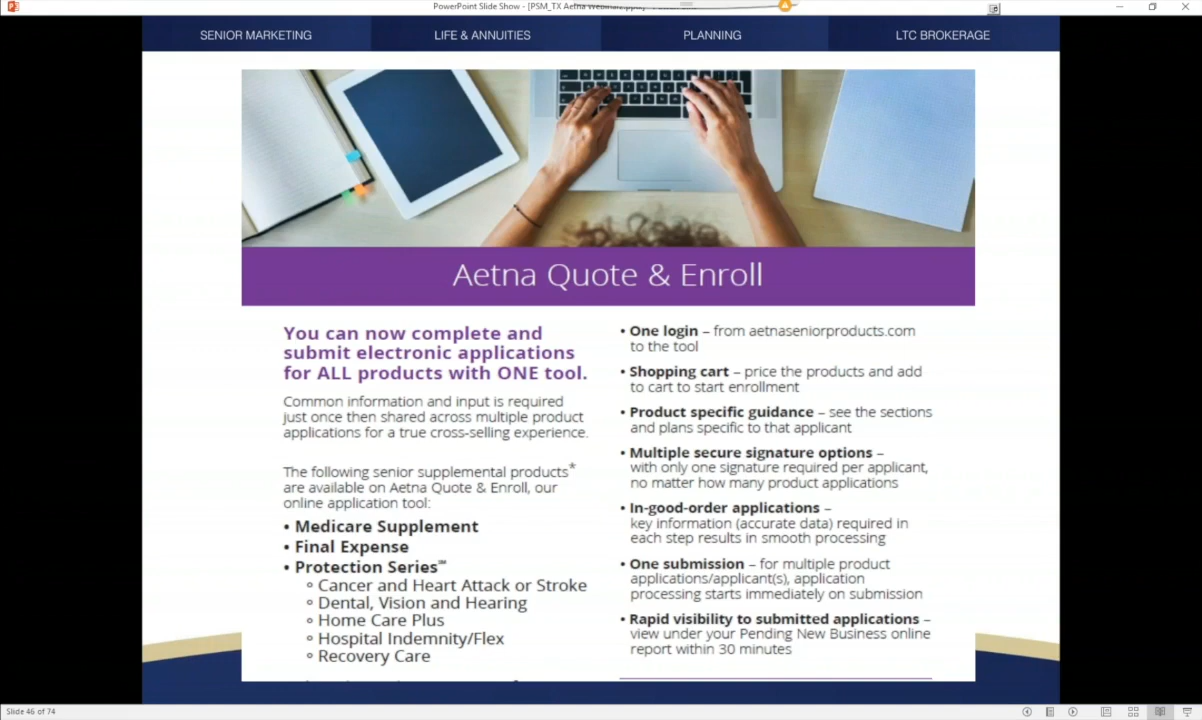 PowerPoint Slide Show - [PSM_TX Aetna
SENIOR MARKETING
LIFE & ANNUITIES
PLANNING
LTC BROKERAGE
Aetna Quote & Enroll
You can now complete and
submit electronic applications
for ALL products with ONE tool.
Common information and input is required
just once then shared across multiple product
applications for a true cross-selling experience.
The following senior supplemental products*
are available on Aetna Quote & Enroll, our
online application tool:
• Medicare Supplement
• Final Expense
• Protection Series℠
° Cancer and Heart Attack or Stroke
° Dental, Vision and Hearing
° Home Care Plus
° Hospital Indemnity/Flex
° Recovery Care
• One login – from aetnaseniorproducts.com
to the tool
• Shopping cart – price the products and add
to cart to start enrollment
• Product specific guidance – see the sections
and plans specific to that applicant
• Multiple secure signature options –
with only one signature required per applicant,
no matter how many product applications
• In-good-order applications –
key information (accurate data) required in
each step results in smooth processing
• One submission – for multiple product
applications/applicant(s), application
processing starts immediately on submission
• Rapid visibility to submitted applications –
view under your Pending New Business online
report within 30 minutes
Slide 46 of 74